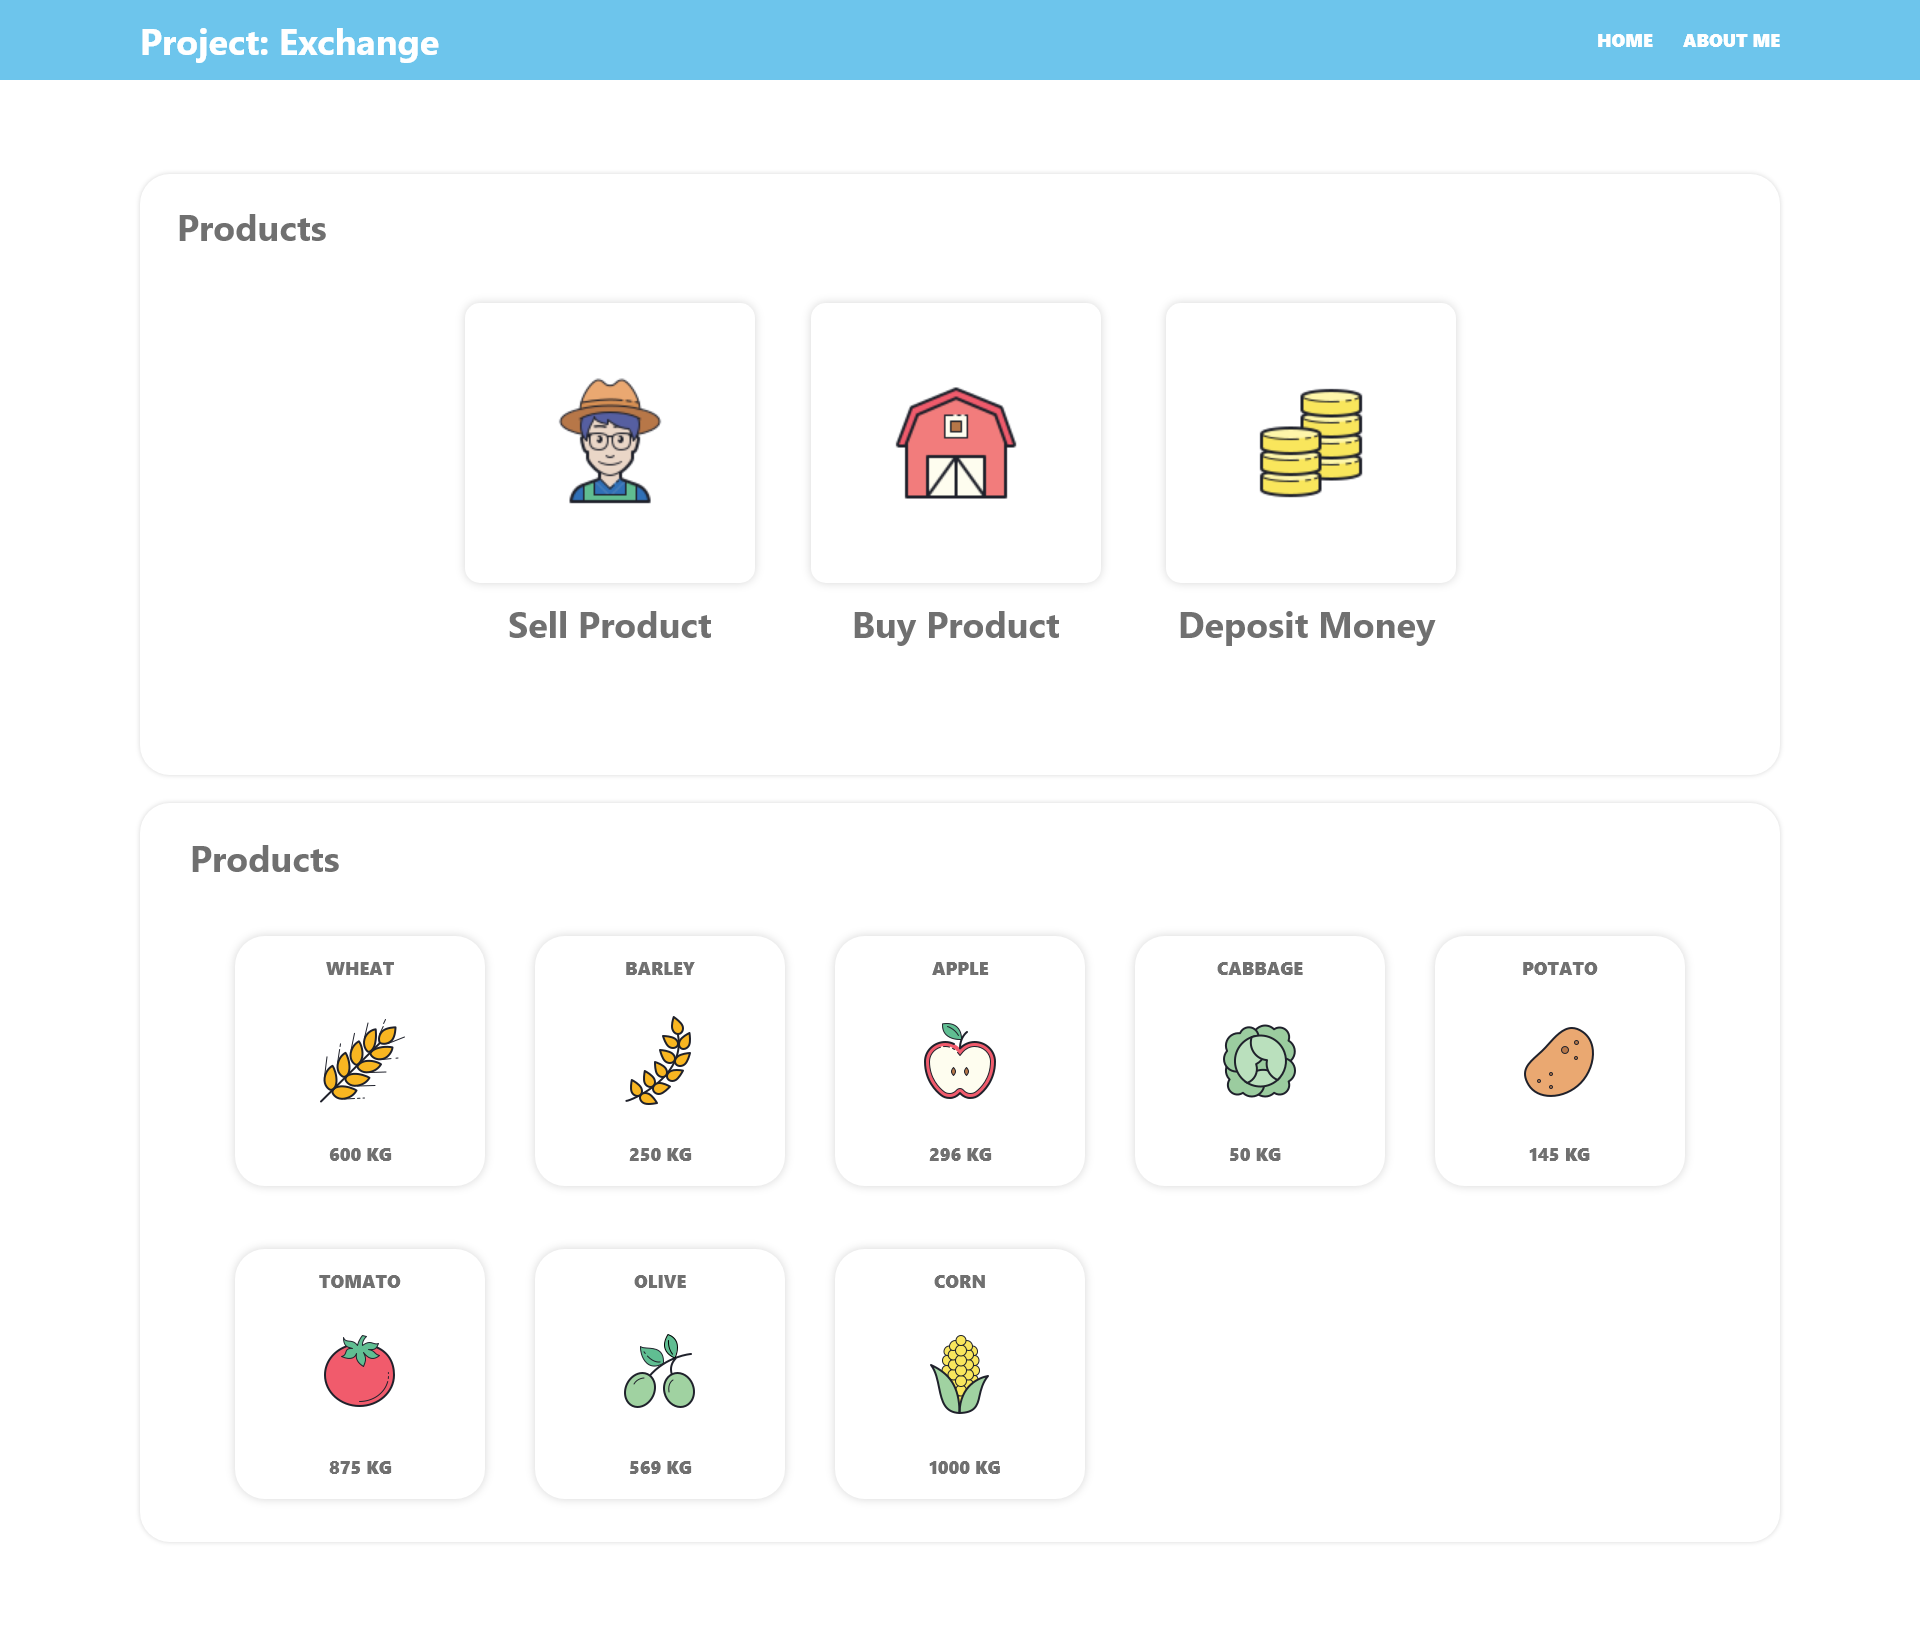 Project: Exchange
HOME
ABOUT ME
Products
Sell Product
Buy Product
Deposit Money
Products
WHEAT
BARLEY
APPLE
CABBAGE
POTATO
600 KG
250 KG
296 KG
50 KG
145 KG
TOMATO
OLIVE
CORN
875 KG
569 KG
1000 KG